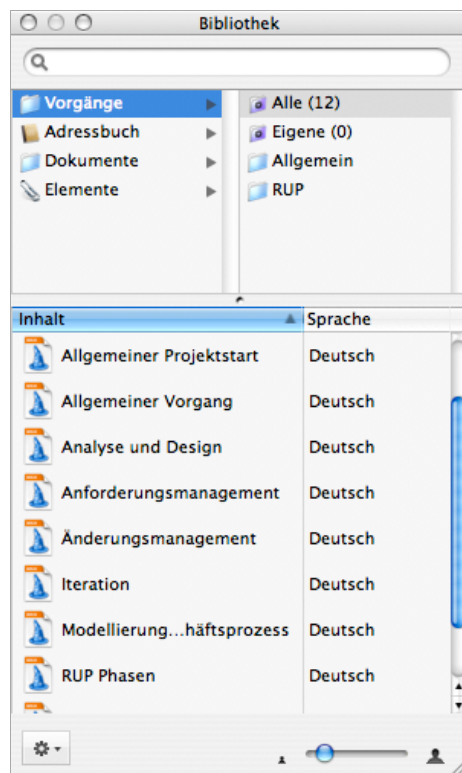 Bibliothek
Vorgänge
Alle (12)
Adressbuch
Eigene (0)
Dokumente
Allgemein
Elemente
RUP
Inhalt Sprache
Allgemeiner Projektstart Deutsch
Allgemeiner Vorgang Deutsch
Analyse und Design Deutsch
Anforderungsmanagement Deutsch
Änderungsmanagement Deutsch
Iteration Deutsch
Modellierung...häftsprozess Deutsch
RUP Phasen Deutsch